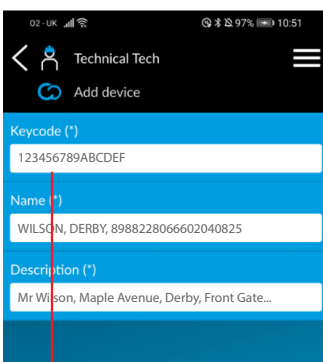 O2 - UK 97% 10:51
Technical Tech
Add device
Keycode (*)
123456789ABCDEF
Name (*)
WILSON, DERBY, 8988228066602040825
Description (*)
Mr Wilson, Maple Avenue, Derby, Front Gate...